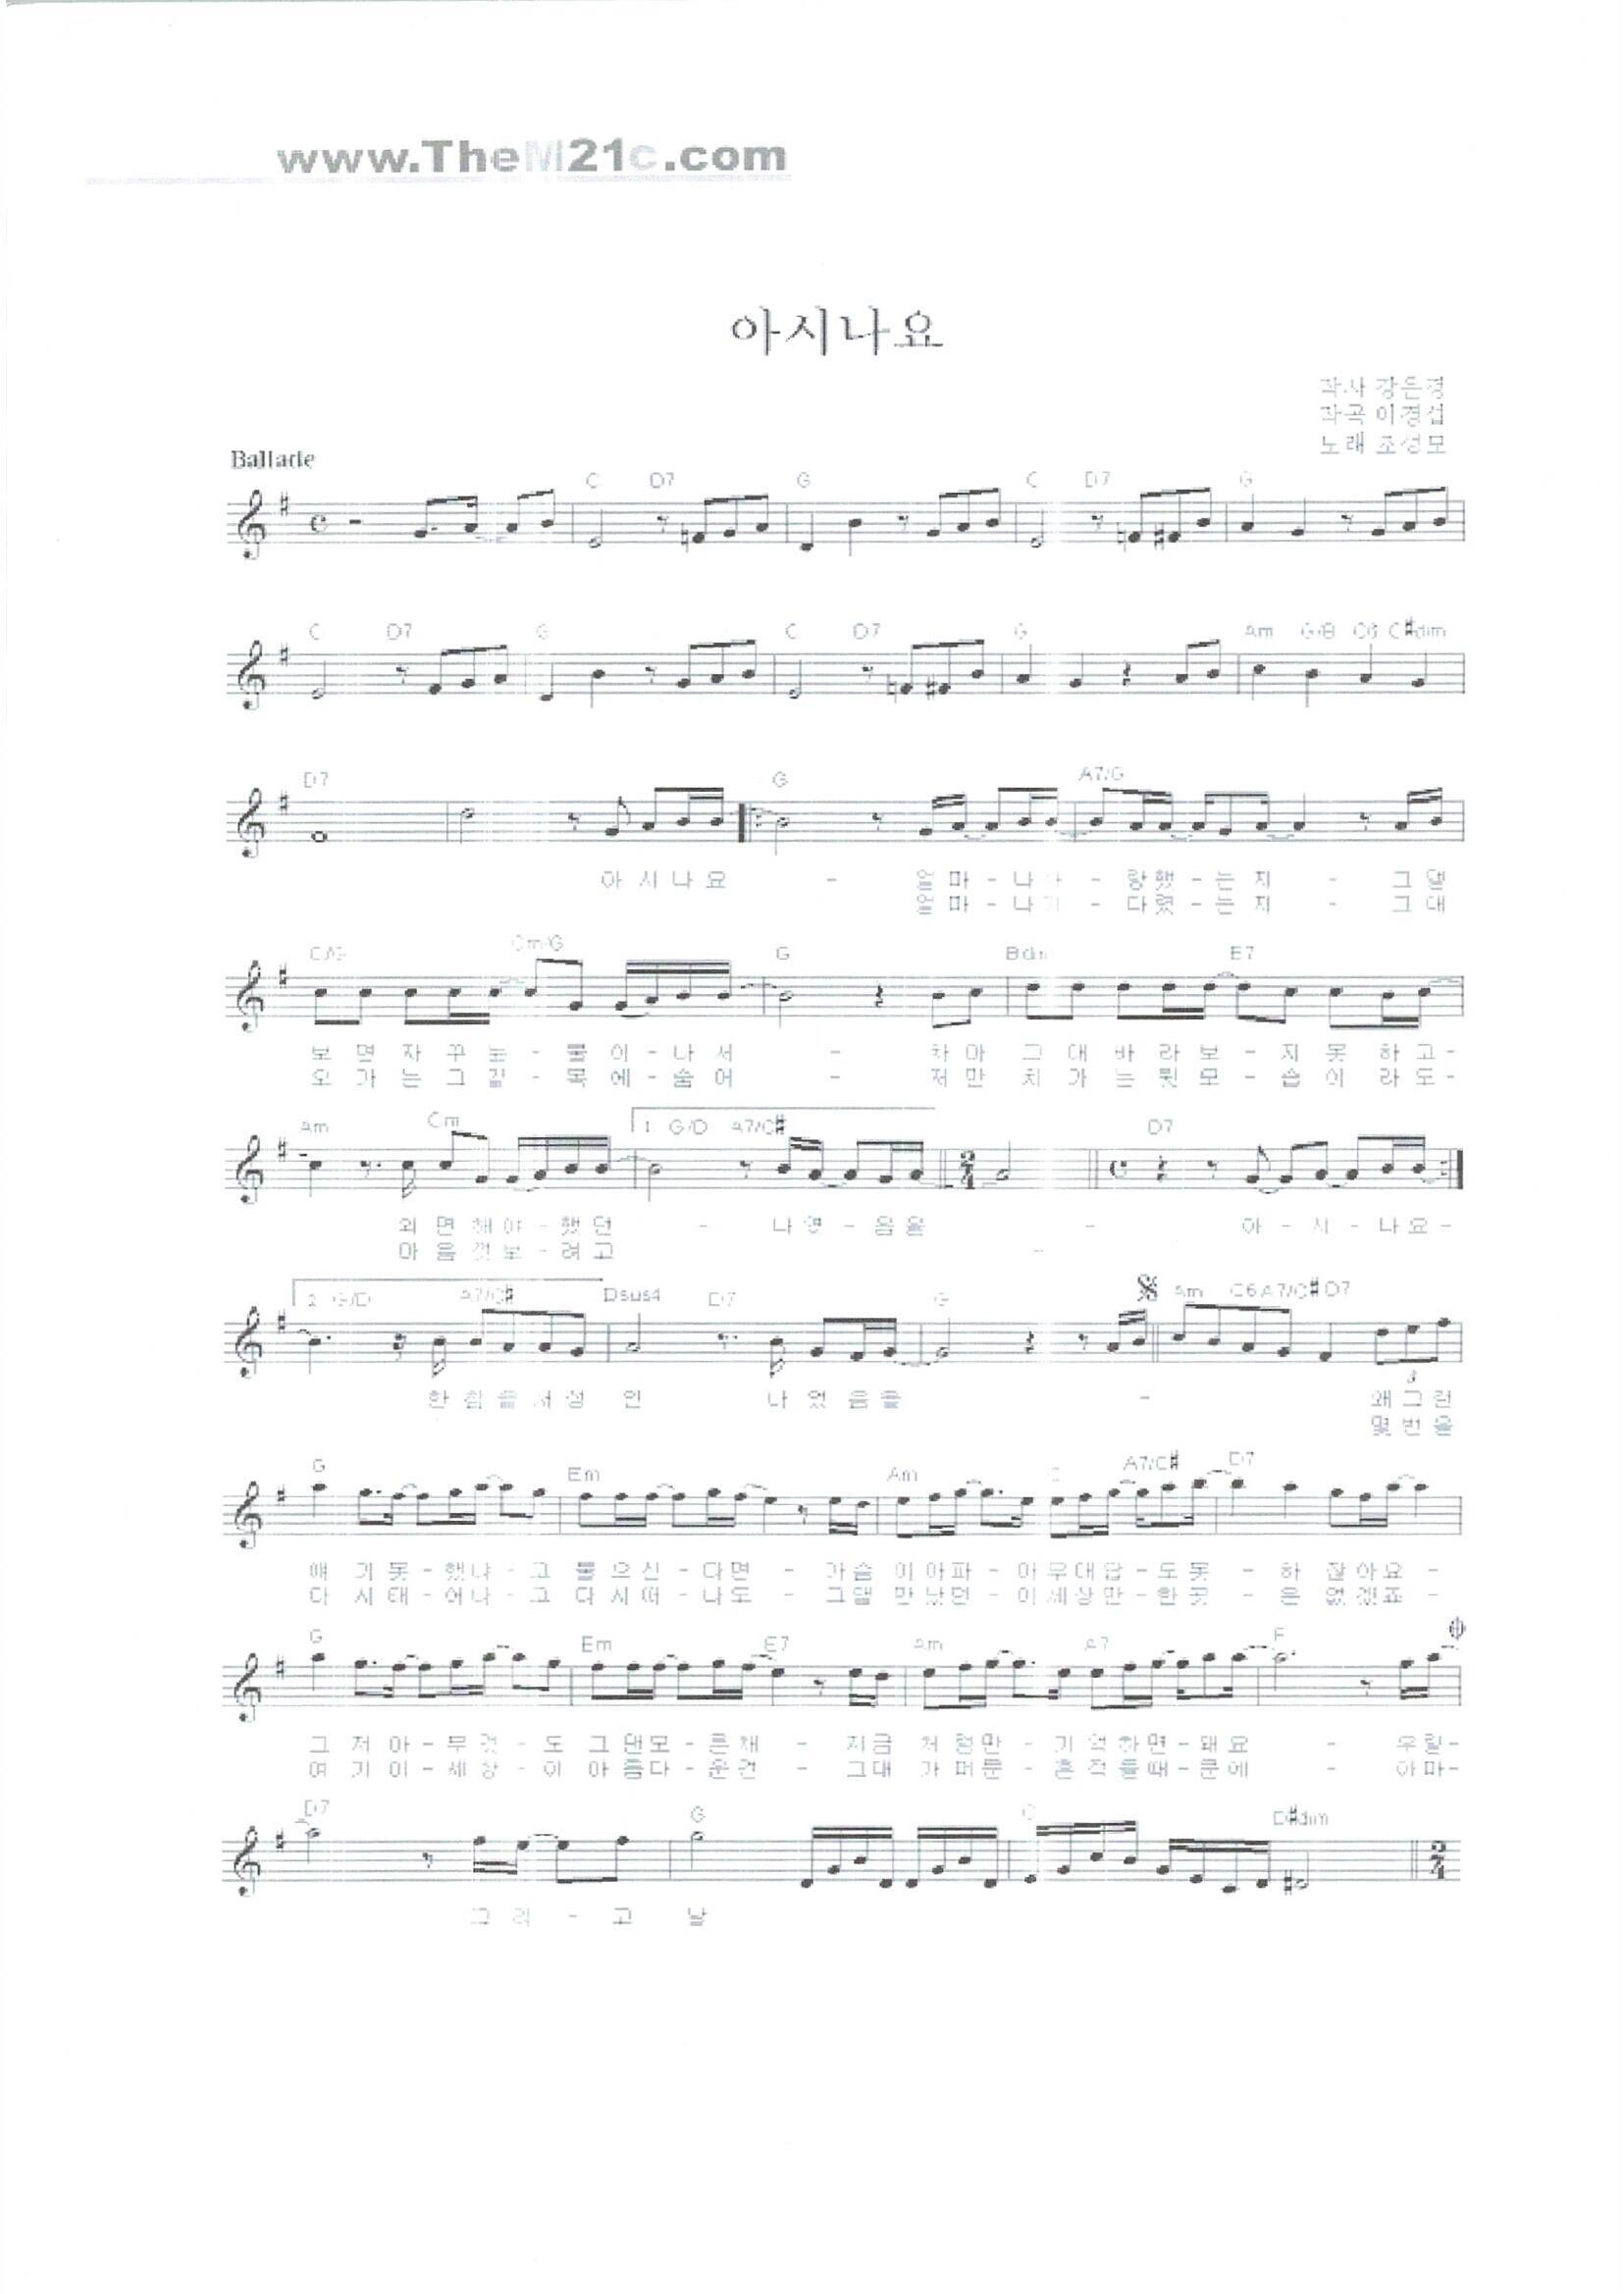 www.TheM21c.com
아시나요
작사 강은경
작곡 이경섭
노래 조성모
Ballade
C D7 G C D7 G
C D7 G C D7 G Am G/B C6 C#dim
D7 G A7/G
아 시 나 요 - 얼 마 - 나 사 - 랑했 - 는 지 - 그 댈
얼 마 - 나 기 - 다렸 - 는 지 - 그 대
C/G Cm/G G Bdim E7
보 면 자 꾸 눈 - 물 이 - 나 서 - 차 마 그 대 바 라 보 - 지 못 하 고 -
오 가 는 그 길 - 목 에 - 숨 어 - 저 만 치 가 는 뒷 모 - 습 이 라 도 -
Am Cm 1. G/D A7/C# D7
외 면 해야 - 했 던 - 나 였 - 음 을 - 아 - 시 - 나 요 -
마 음 껏 보 - 려 고 -
2. G/D A7/C# Dsus4 D7 G Am C6 A7/C# D7
한 참 을 서 성 인 나 였 음 을 - 왜 그 런
3
몇 번 을
G Em Am C A7/C# D7
얘 기 못 - 했 냐 - 고 물 으 신 - 다 면 - 가 슴 이 아 파 - 아 무 대 답 - 도 못 - 하 잖 아 요 -
다 시 태 - 어 나 - 고 다 시 떠 - 나 도 - 그 댈 만 났 던 - 이 세 상 만 - 한 곳 - 은 없 겠 죠 -
G Em E7 Am A7 F
그 저 아 - 무 것 - 도 그 댄 모 - 른 채 - 지 금 처 럼 만 - 기 억 하 면 - 돼 요 - 우 릴 -
여 기 이 - 세 상 - 이 아 름 다 - 운 건 - 그 대 가 머 문 - 흔 적 들 때 - 문 에 - 아 마 -
D7 G C D#dim
그 리 - 고 날